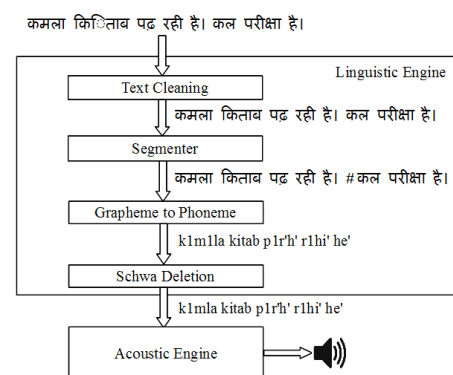 कमला कििताब पढ़ रही है। कल परीक्षा है।
Linguistic Engine
Text Cleaning
कमला किताब पढ़ रही है। कल परीक्षा है।
Segmenter
कमला किताब पढ़ रही है। #कल परीक्षा है।
Grapheme to Phoneme
k1m1la kitab p1r'h' r1hi' he'
Schwa Deletion
k1mla kitab p1r'h' r1hi' he'
Acoustic Engine